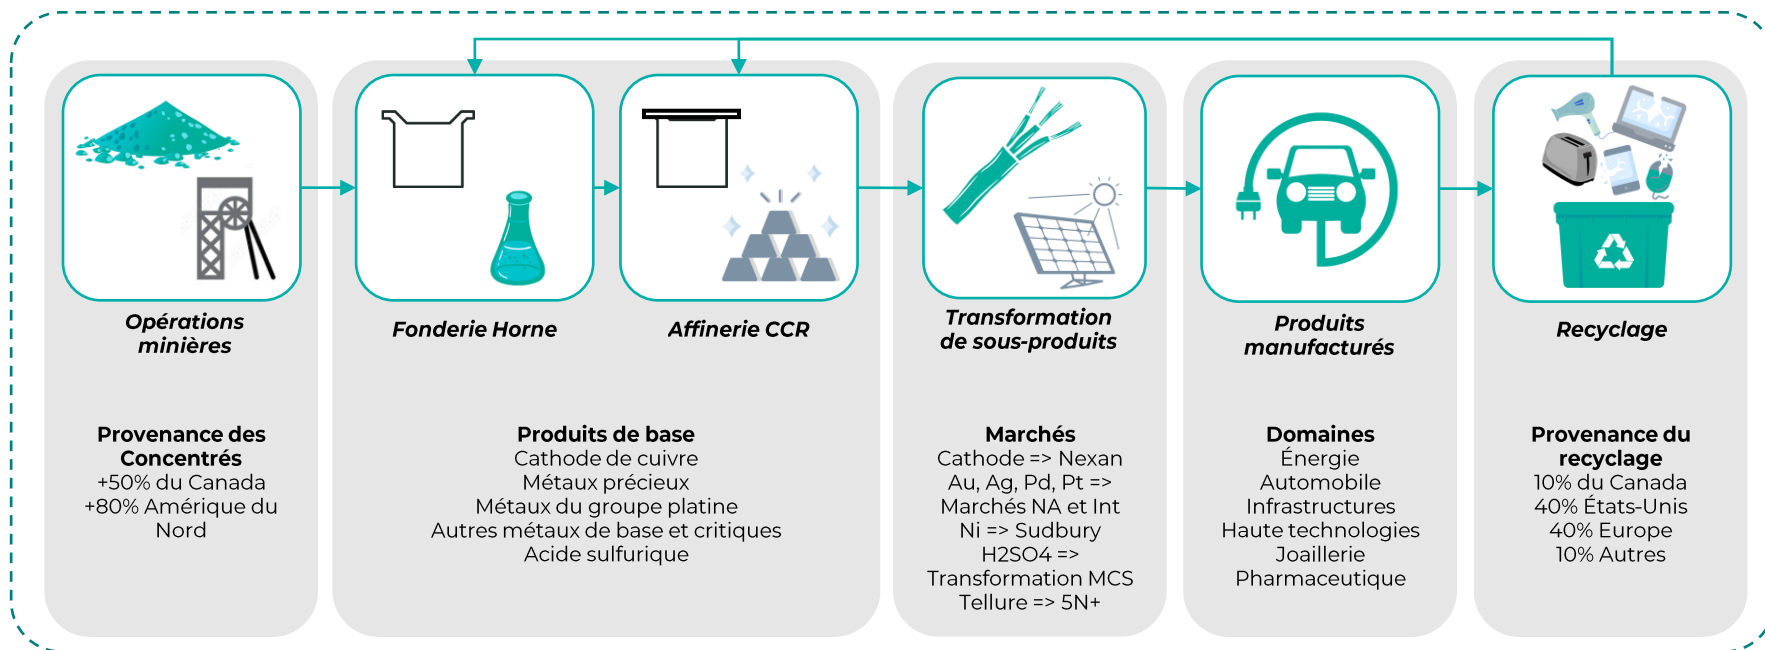 Opérations
minières
Fonderie Horne
Affinerie CCR
Transformation
de sous-produits
Produits
manufacturés
Recyclage
Provenance des
Concentrés
+50% du Canada
+80% Amérique du
Nord
Produits de base
Cathode de cuivre
Métaux précieux
Métaux du groupe platine
Autres métaux de base et critiques
Acide sulfurique
Marchés
Cathode => Nexan
Au, Ag, Pd, Pt =>
Marchés NA et Int
Ni => Sudbury
H2SO4 =>
Transformation MCS
Tellure => 5N+
Domaines
Énergie
Automobile
Infrastructures
Haute technologies
Joaillerie
Pharmaceutique
Provenance du
recyclage
10% du Canada
40% États-Unis
40% Europe
10% Autres